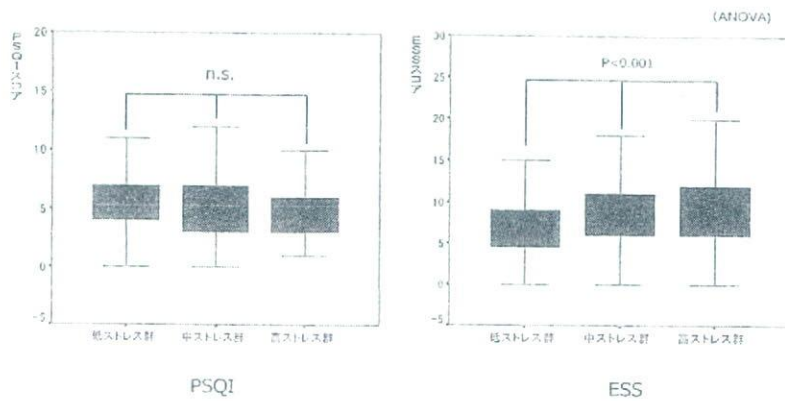 (ANOVA)
PSQIスコア
20
15
10
5
0
-5
n.s.
低ストレス群
中ストレス群
高ストレス群
PSQI
ESSスコア
30
25
20
15
10
5
0
-5
P<0.001
低ストレス群
中ストレス群
高ストレス群
ESS